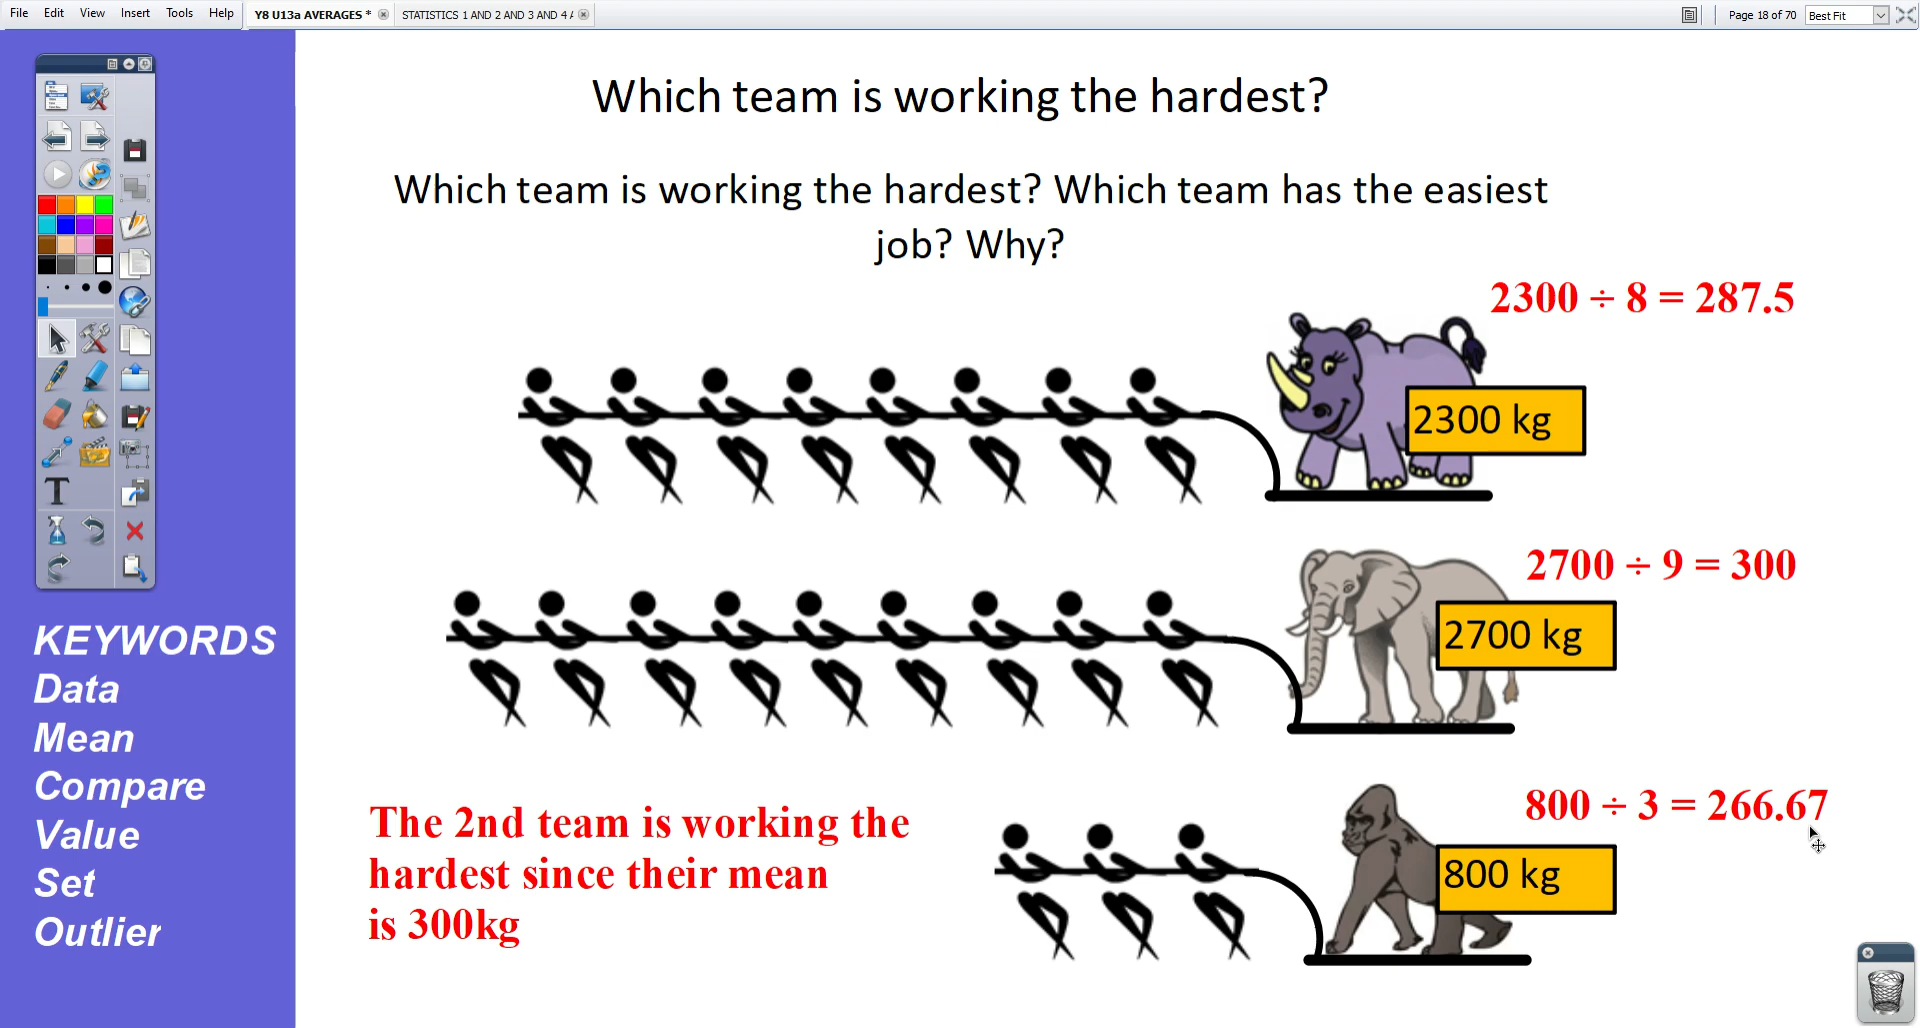 File Edit View Insert Tools Help
Y8 U13a AVERAGES *
STATISTICS 1 AND 2 AND 3 AND 4 /
Page 18 of 70
Best Fit
Which team is working the hardest?
Which team is working the hardest? Which team has the easiest
job? Why?
2300 ÷ 8 = 287.5
2300 kg
2700 ÷ 9 = 300
2700 kg
800 ÷ 3 = 266.67
800 kg
The 2nd team is working the
hardest since their mean
is 300kg
T
KEYWORDS
Data
Mean
Compare
Value
Set
Outlier